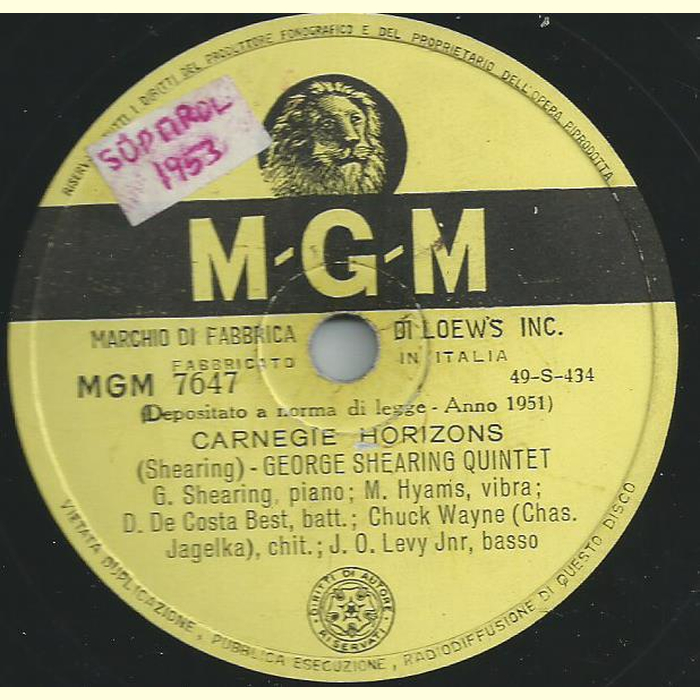 RISERVATI TUTTI I DIRITTI DEL PRODUTTORE FONOGRAFICO E DEL PROPRIETARIO DELL'OPERA RIPRODOTTA
SÜDTIROL
1953
M-G-M
MARCHIO DI FABBRICA DI LOEW'S INC.
FABBRICATO IN ITALIA
MGM 7647 49-S-434
(Depositato a norma di legge - Anno 1951)
CARNEGIE HORIZONS
(Shearing) - GEORGE SHEARING QUINTET
G. Shearing, piano; M. Hyams, vibra;
D. De Costa Best, batt.; Chuck Wayne (Chas.
Jagelka), chit.; J. O. Levy Jnr, basso
DIRITTI DI AUTORE
RISERVATI
VIETATA DUPLICAZIONE, PUBBLICA ESECUZIONE, RADIODIFFUSIONE DI QUESTO DISCO